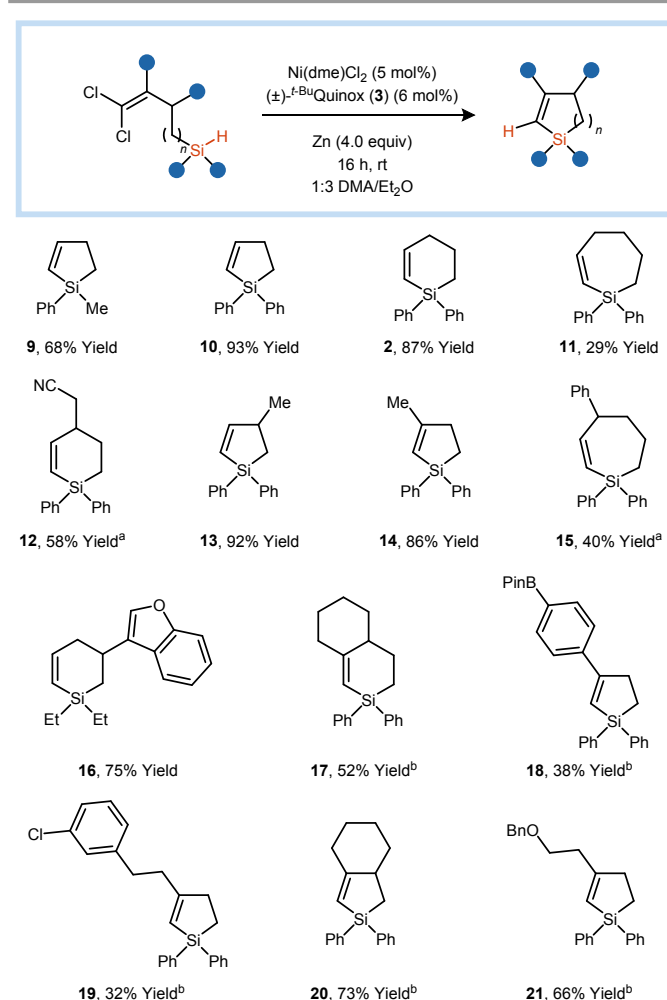 Cl
Cl
( )n
Si
H
Ni(dme)Cl2 (5 mol%)
(±)-t-BuQuinox (3) (6 mol%)
Zn (4.0 equiv)
16 h, rt
1:3 DMA/Et2O
H
Si
( )n
Si
Ph
Me
9, 68% Yield
Si
Ph
Ph
10, 93% Yield
Si
Ph
Ph
2, 87% Yield
Si
Ph
Ph
11, 29% Yield
NC
Si
Ph
Ph
12, 58% Yielda
Me
Si
Ph
Ph
13, 92% Yield
Me
Si
Ph
Ph
14, 86% Yield
Ph
Si
Ph
Ph
15, 40% Yielda
O
Si
Et
Et
16, 75% Yield
Si
Ph
Ph
17, 52% Yieldb
PinB
Si
Ph
Ph
18, 38% Yieldb
Cl
Si
Ph
Ph
19, 32% Yieldb
Si
Ph
Ph
20, 73% Yieldb
BnO
Si
Ph
Ph
21, 66% Yieldb